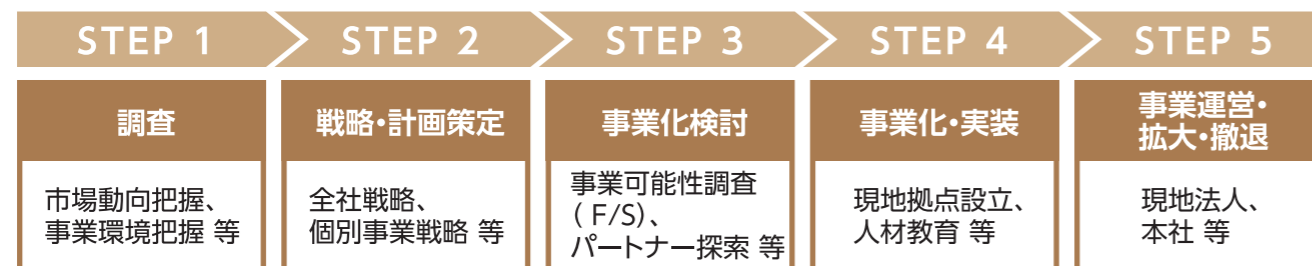 STEP 1
STEP 2
STEP 3
STEP 4
STEP 5
調査
戦略・計画策定
事業化検討
事業化・実装
事業運営・
拡大・撤退
市場動向把握、
事業環境把握 等
全社戦略、
個別事業戦略 等
事業可能性調査
( F/S)、
パートナー探索 等
現地拠点設立、
人材教育 等
現地法人、
本社 等